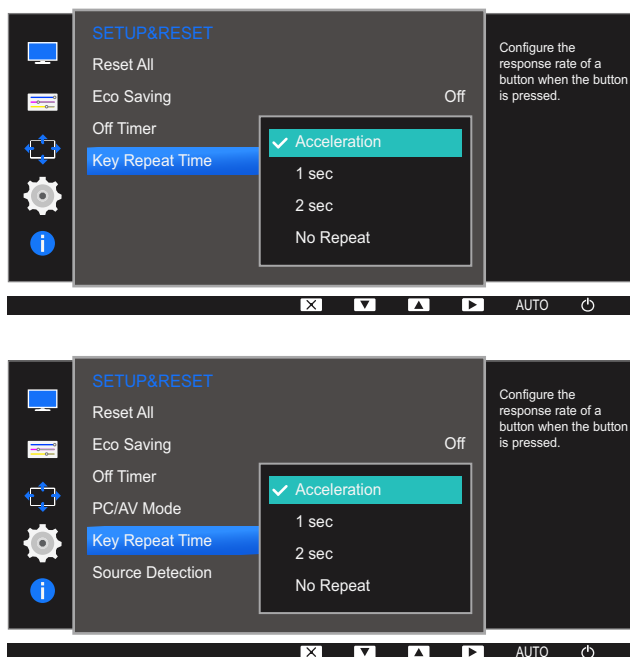 SETUP&RESET
Reset All
Eco Saving Off
Off Timer
Key Repeat Time
Acceleration
1 sec
2 sec
No Repeat
Configure the
response rate of a
button when the button
is pressed.
AUTO
SETUP&RESET
Reset All
Eco Saving Off
Off Timer
PC/AV Mode
Key Repeat Time
Source Detection
Acceleration
1 sec
2 sec
No Repeat
Configure the
response rate of a
button when the button
is pressed.
AUTO